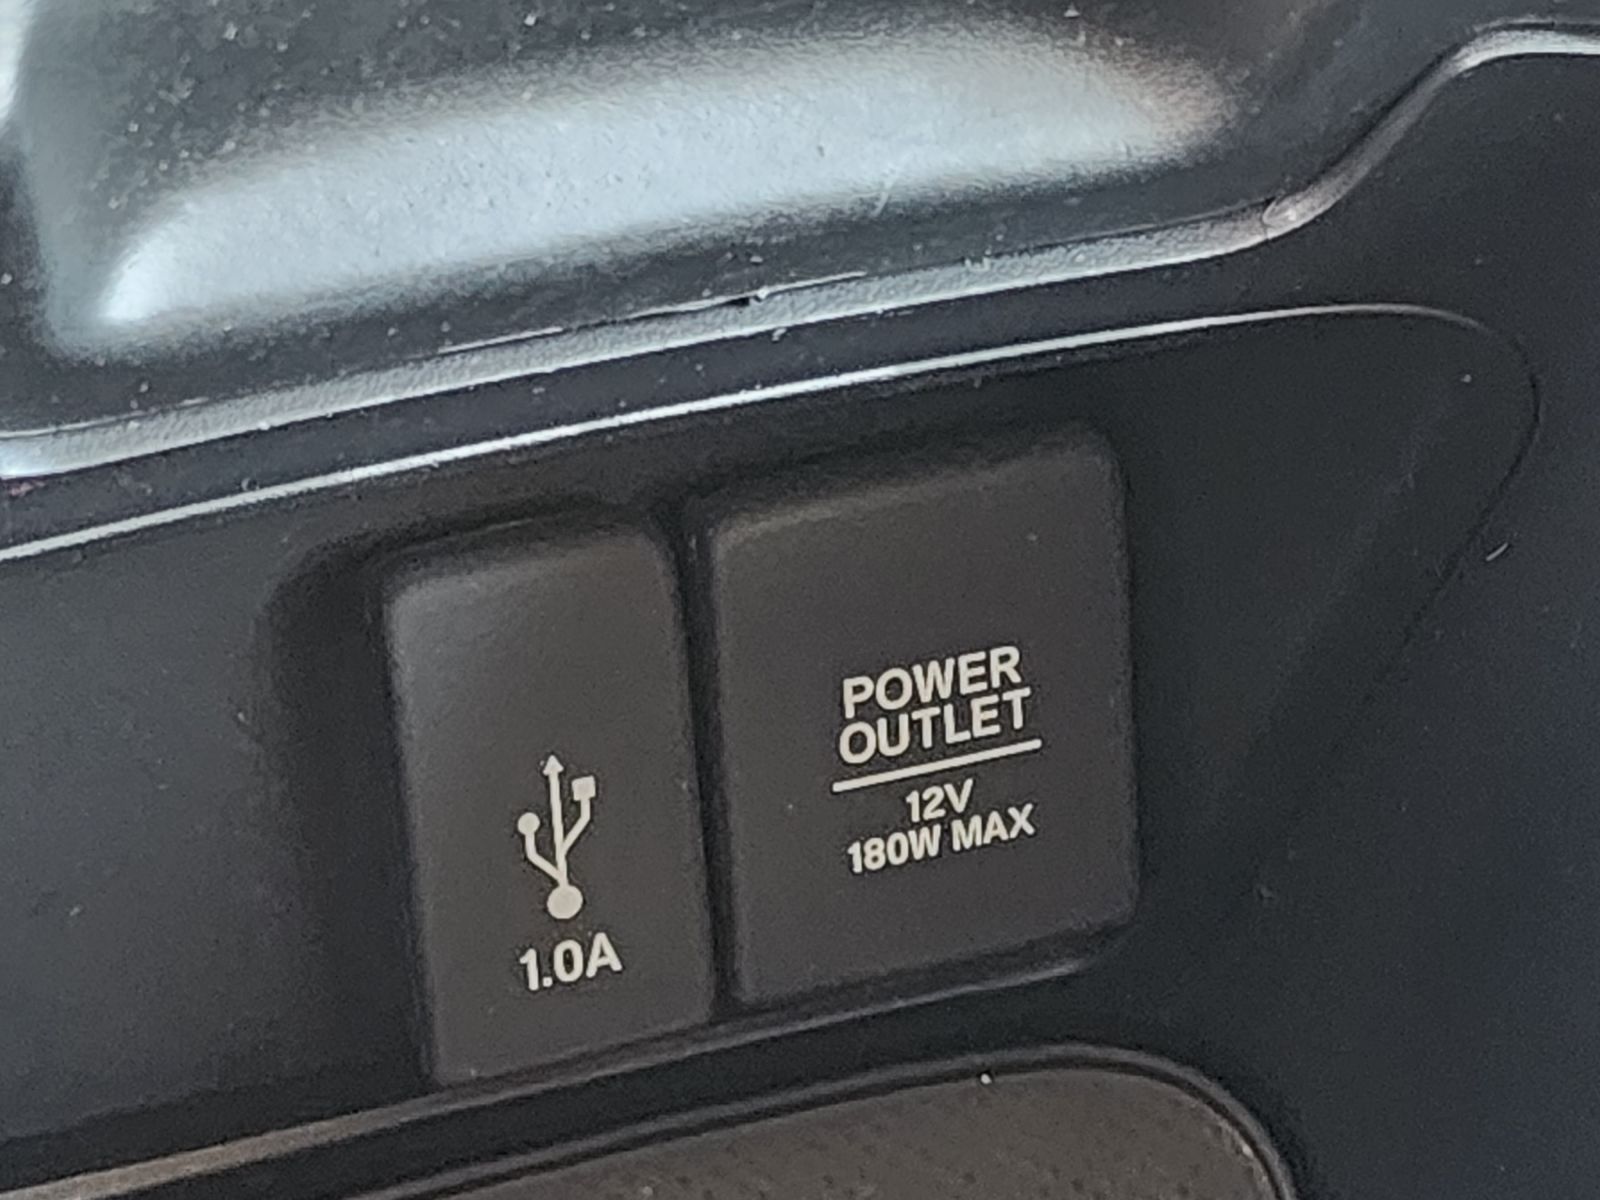 1.0A
POWER
OUTLET
12V
180W MAX